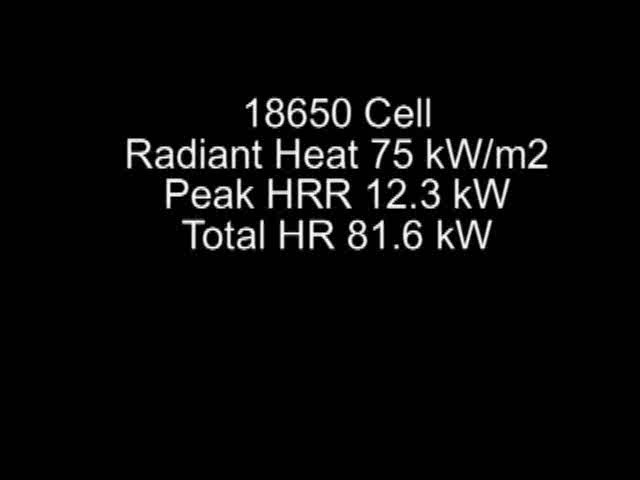 18650 Cell
Radiant Heat 75 kW/m2
Peak HRR 12.3 kW
Total HR 81.6 kW